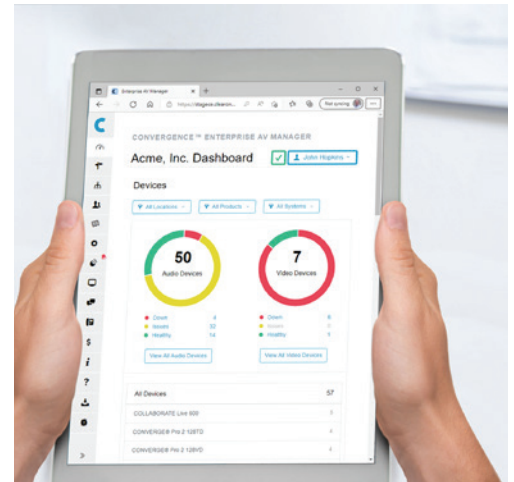 Enterprise AV Manager
Not syncing
CONVERGENCE™ ENTERPRISE AV MANAGER
Acme, Inc. Dashboard
John Hopkins
Devices
All Locations
All Products
All Systems
50
Audio Devices
7
Video Devices
Down 4
Issues 32
Healthy 14
Down 6
Issues 0
Healthy 1
View All Audio Devices
View All Video Devices
All Devices 57
COLLABORATE Live 600
CONVERGE® Pro 2 128TD
CONVERGE® Pro 2 128VD